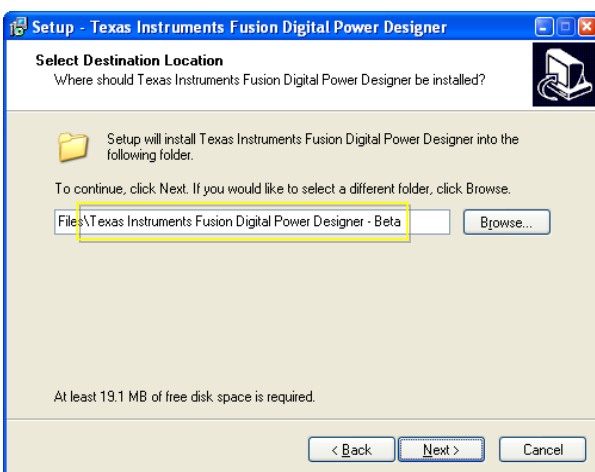 Setup - Texas Instruments Fusion Digital Power Designer
Select Destination Location
Where should Texas Instruments Fusion Digital Power Designer be installed?
Setup will install Texas Instruments Fusion Digital Power Designer into the
following folder.
To continue, click Next. If you would like to select a different folder, click Browse.
Files\Texas Instruments Fusion Digital Power Designer - Beta
Browse...
At least 19.1 MB of free disk space is required.
< Back
Next >
Cancel